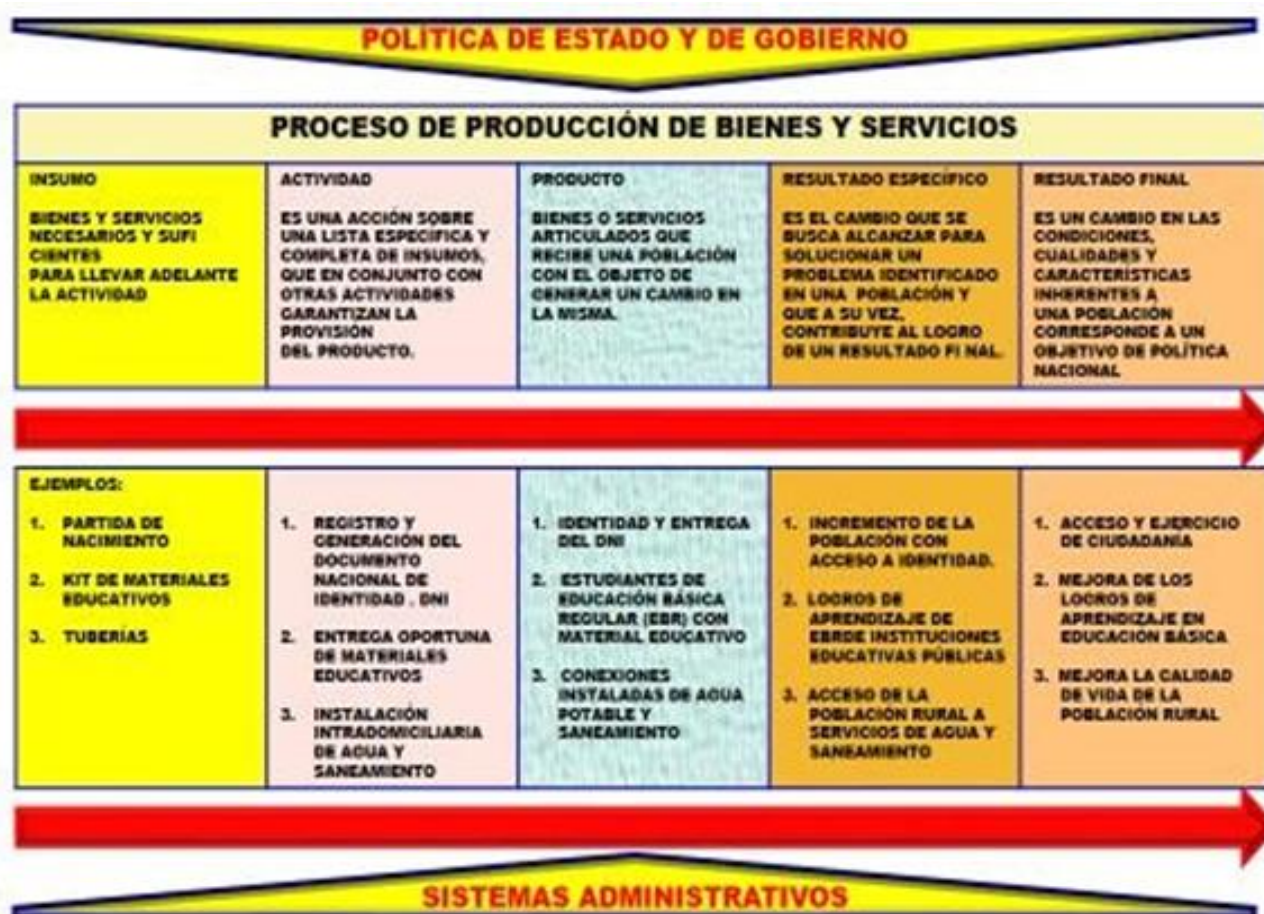 POLÍTICA DE ESTADO Y DE GOBIERNO
PROCESO DE PRODUCCIÓN DE BIENES Y SERVICIOS
INSUMO
BIENES Y SERVICIOS
NECESARIOS Y SUFI
CIENTES
PARA LLEVAR ADELANTE
LA ACTIVIDAD
ACTIVIDAD
ES UNA ACCIÓN SOBRE
UNA LISTA ESPECÍFICA Y
COMPLETA DE INSUMOS,
QUE EN CONJUNTO CON
OTRAS ACTIVIDADES
GARANTIZAN LA
PROVISIÓN
DEL PRODUCTO.
PRODUCTO
BIENES O SERVICIOS
ARTICULADOS QUE
RECIBE UNA POBLACIÓN
CON EL OBJETO DE
GENERAR UN CAMBIO EN
LA MISMA.
RESULTADO ESPECÍFICO
ES EL CAMBIO QUE SE
BUSCA ALCANZAR PARA
SOLUCIONAR UN
PROBLEMA IDENTIFICADO
EN UNA POBLACIÓN Y
QUE A SU VEZ,
CONTRIBUYE AL LOGRO
DE UN RESULTADO FI NAL.
RESULTADO FINAL
ES UN CAMBIO EN LAS
CONDICIONES,
CUALIDADES Y
CARACTERÍSTICAS
INHERENTES A
UNA POBLACIÓN
CORRESPONDE A UN
OBJETIVO DE POLÍTICA
NACIONAL
EJEMPLOS:
1. PARTIDA DE
NACIMIENTO
2. KIT DE MATERIALES
EDUCATIVOS
3. TUBERÍAS
1. REGISTRO Y
GENERACIÓN DEL
DOCUMENTO
NACIONAL DE
IDENTIDAD . DNI
2. ENTREGA OPORTUNA
DE MATERIALES
EDUCATIVOS
3. INSTALACIÓN
INTRADOMICILIARIA
DE AGUA Y
SANEAMIENTO
1. IDENTIDAD Y ENTREGA
DEL DNI
2. ESTUDIANTES DE
EDUCACIÓN BÁSICA
REGULAR (EBR) CON
MATERIAL EDUCATIVO
3. CONEXIONES
INSTALADAS DE AGUA
POTABLE Y
SANEAMIENTO
1. INCREMENTO DE LA
POBLACIÓN CON
ACCESO A IDENTIDAD.
2. LOGROS DE
APRENDIZAJE DE
EBRDE INSTITUCIONES
EDUCATIVAS PÚBLICAS
3. ACCESO DE LA
POBLACIÓN RURAL A
SERVICIOS DE AGUA Y
SANEAMIENTO
1. ACCESO Y EJERCICIO
DE CIUDADANÍA
2. MEJORA DE LOS
LOGROS DE
APRENDIZAJE EN
EDUCACIÓN BÁSICA
3. MEJORA LA CALIDAD
DE VIDA DE LA
POBLACIÓN RURAL
SISTEMAS ADMINISTRATIVOS